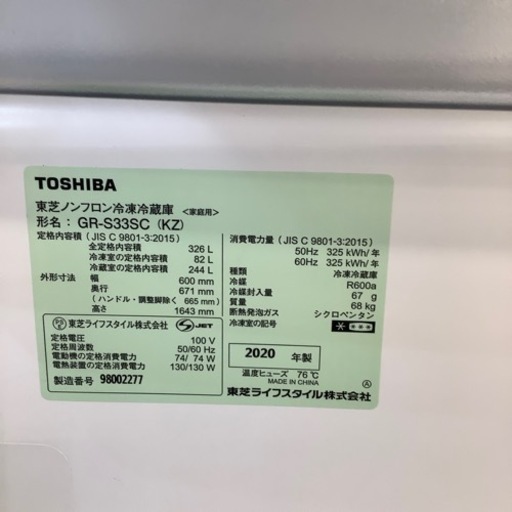 TOSHIBA
東芝ノンフロン冷凍冷蔵庫 <家庭用>
形名：GR-S33SC (KZ)
定格内容積 (JIS C 9801-3:2015)
全定格内容積 326 L
冷凍室の定格内容積 82 L
冷蔵室の定格内容積 244 L
外形寸法 幅 600 mm
奥行 671 mm
(ハンドル・調整脚除く 665 mm)
高さ 1643 mm
消費電力量 (JIS C 9801-3:2015)
50Hz 325 kWh/年
60Hz 325 kWh/年
種類 冷凍冷蔵庫
冷媒 R600a
冷媒封入量 67 g
質量 68 kg
断熱発泡ガス シクロペンタン
冷凍室の記号
東芝ライフスタイル株式会社 JET
定格電圧 100 V
定格周波数 50/60 Hz
電動機の定格消費電力 74/ 74 W
電熱装置の定格消費電力 130/130 W
製造番号 98002277
2020 年製
温度ヒューズ 76℃
MADE IN CHINA
Ⓐ
東芝ライフスタイル株式会社